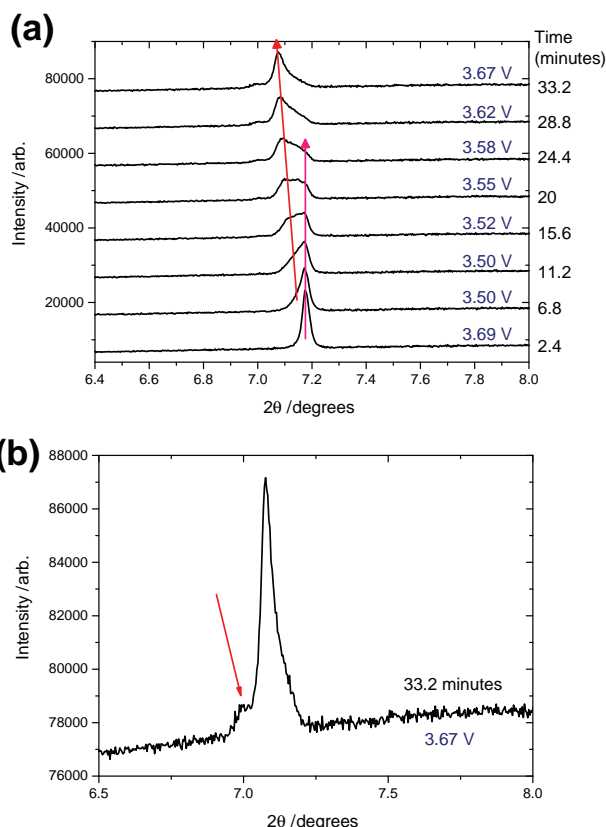 (a)
Time
(minutes)
80000
60000
40000
20000
Intensity /arb.
3.67 V
33.2
3.62 V
28.8
3.58 V
24.4
3.55 V
20
3.52 V
15.6
3.50 V
11.2
3.50 V
6.8
3.69 V
2.4
6.4 6.6 6.8 7.0 7.2 7.4 7.6 7.8 8.0
2θ /degrees
(b)
88000
86000
84000
82000
80000
78000
76000
Intensity /arb.
33.2 minutes
3.67 V
6.5 7.0 7.5 8.0
2θ /degrees